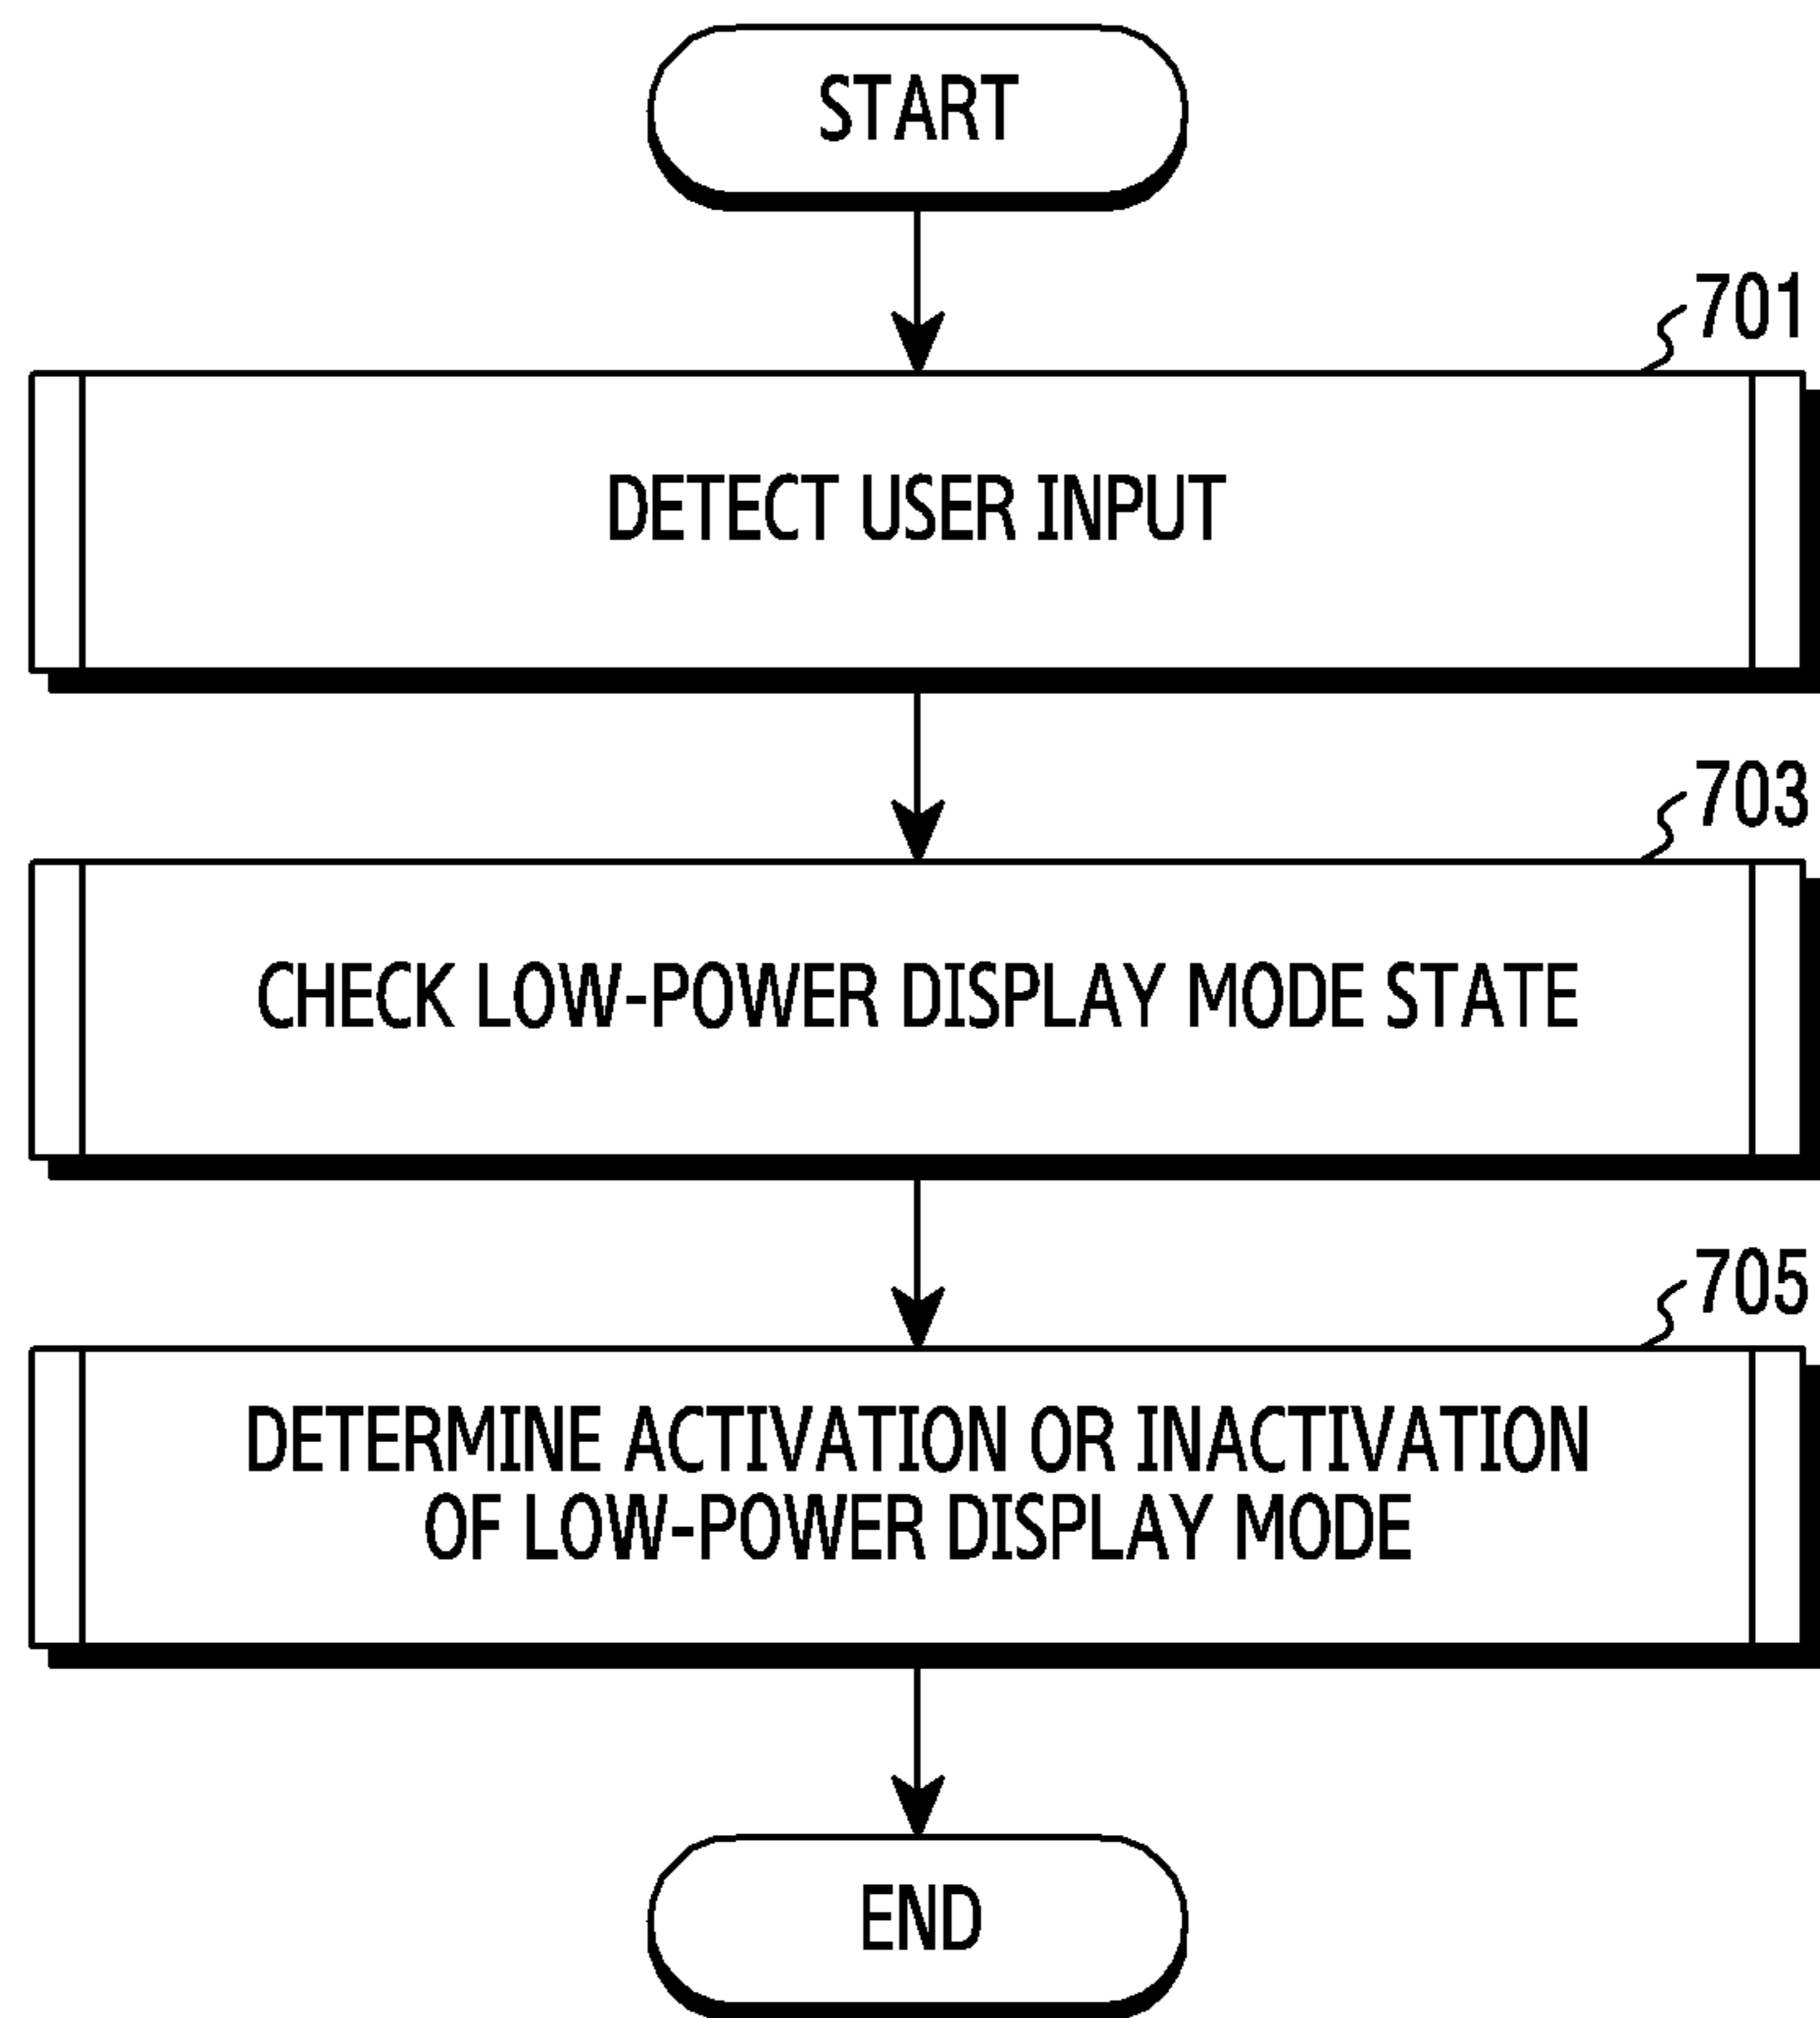 START
701
DETECT USER INPUT
703
CHECK LOW-POWER DISPLAY MODE STATE
705
DETERMINE ACTIVATION OR INACTIVATION
OF LOW-POWER DISPLAY MODE
END